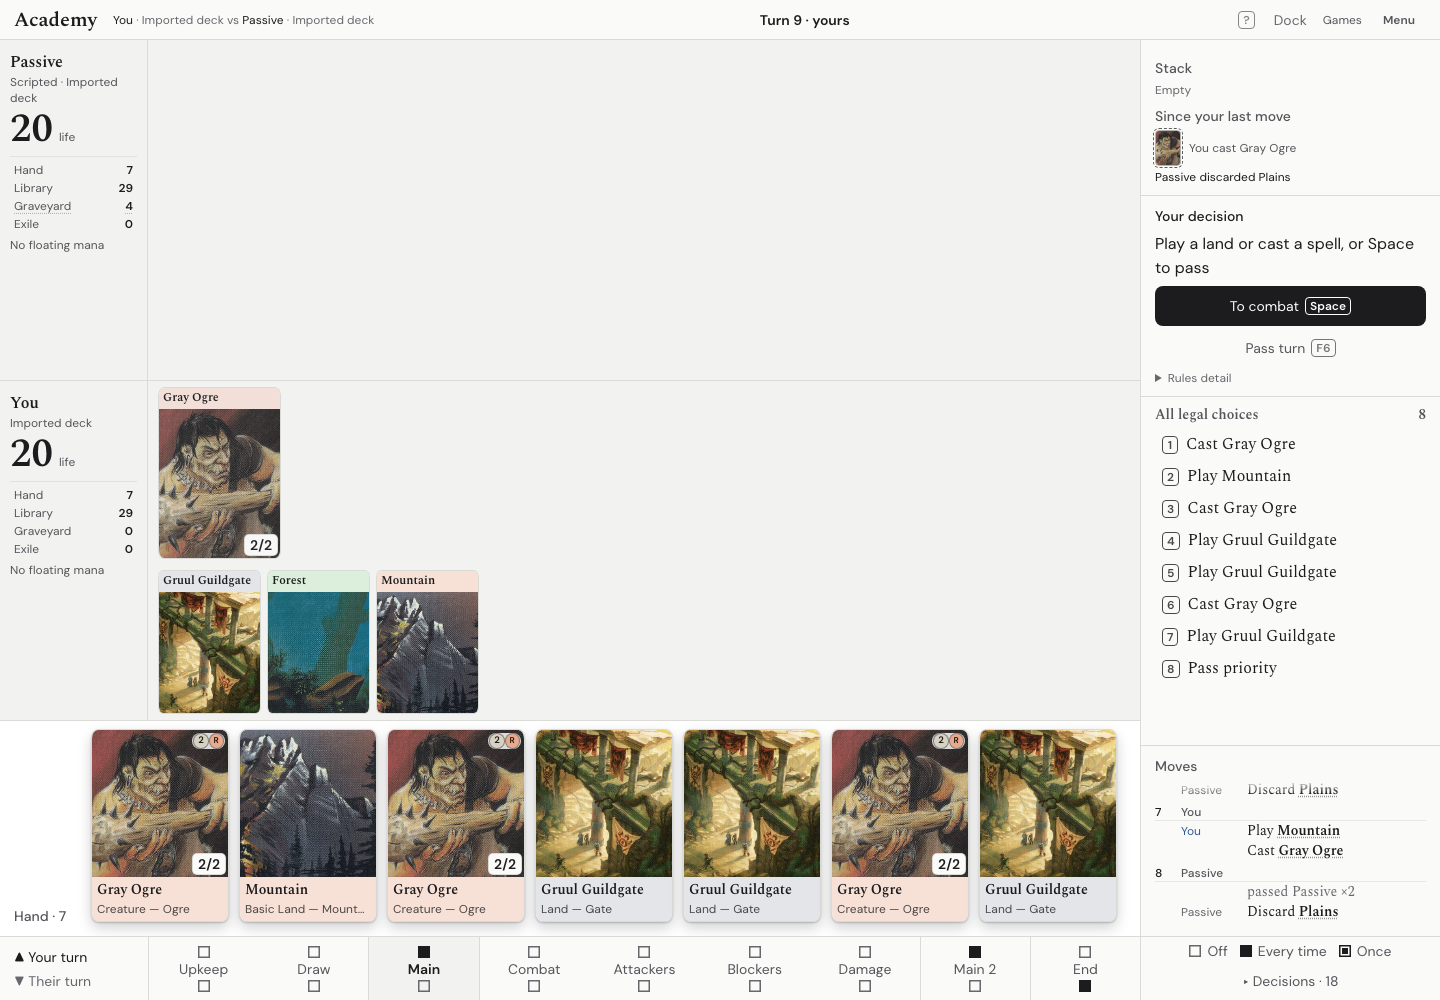 Academy
You · Imported deck vs Passive · Imported deck
Turn 9 · yours
?
Dock
Games
Menu
Passive
Scripted · Imported
deck
20 life
Hand 7
Library 29
Graveyard 4
Exile 0
No floating mana
You
Imported deck
20 life
Hand 7
Library 29
Graveyard 0
Exile 0
No floating mana
Gray Ogre
2/2
Gruul Guildgate
Forest
Mountain
Hand · 7
2 R
2/2
Gray Ogre
Creature — Ogre
Mountain
Basic Land — Mount...
2 R
2/2
Gray Ogre
Creature — Ogre
Gruul Guildgate
Land — Gate
Gruul Guildgate
Land — Gate
2 R
2/2
Gray Ogre
Creature — Ogre
Gruul Guildgate
Land — Gate
Stack
Empty
Since your last move
You cast Gray Ogre
Passive discarded Plains
Your decision
Play a land or cast a spell, or Space
to pass
To combat Space
Pass turn F6
Rules detail
All legal choices 8
1 Cast Gray Ogre
2 Play Mountain
3 Cast Gray Ogre
4 Play Gruul Guildgate
5 Play Gruul Guildgate
6 Cast Gray Ogre
7 Play Gruul Guildgate
8 Pass priority
Moves
Passive Discard Plains
7 You
You Play Mountain
Cast Gray Ogre
8 Passive
passed Passive ×2
Passive Discard Plains
Your turn
Their turn
Upkeep
Draw
Main
Combat
Attackers
Blockers
Damage
Main 2
End
Off
Every time
Once
Decisions · 18